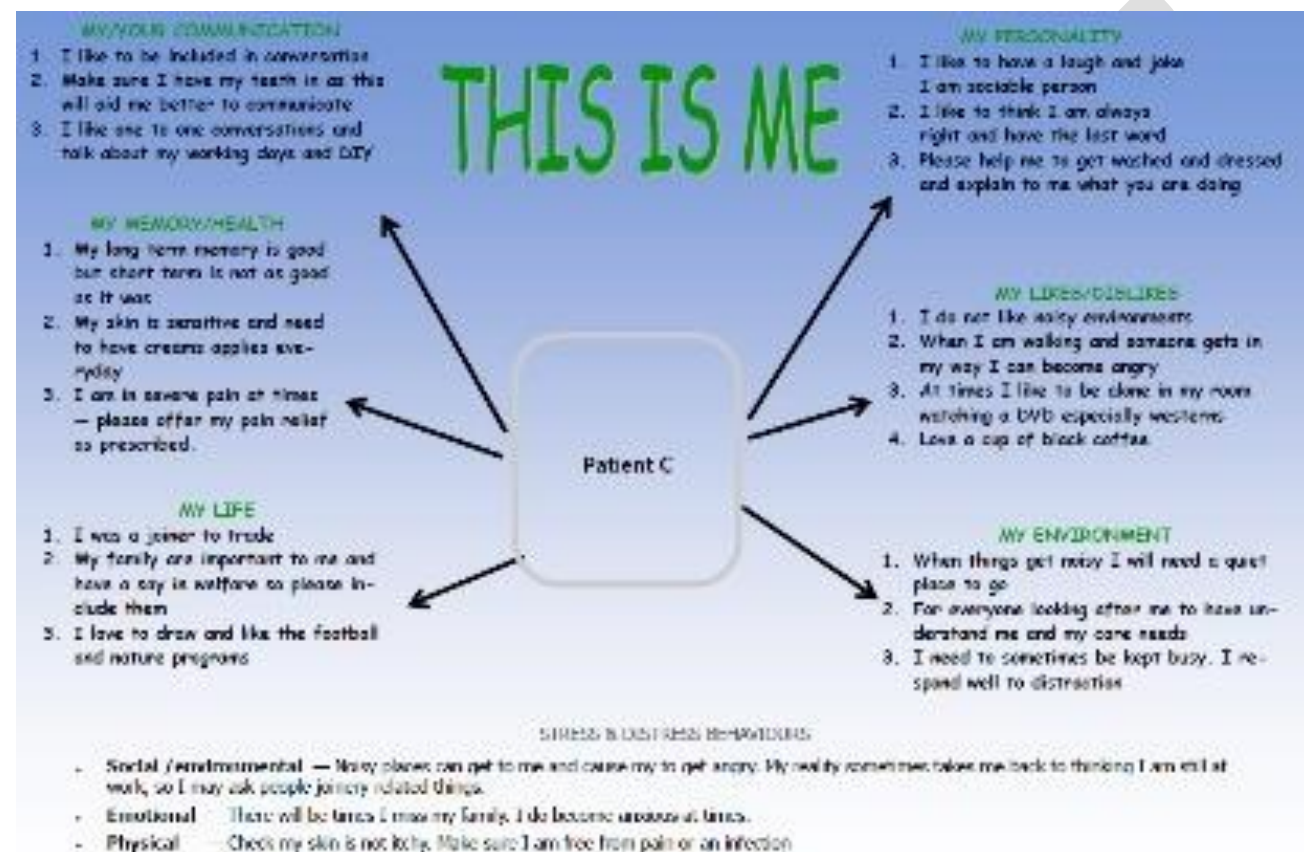 MY/YOUR COMMUNICATION
1. I like to be included in conversation
2. Make sure I have my teeth in as this
will aid me better to communicate
3. I like one to one conversations and
talk about my working days and DIY
THIS IS ME
MY PERSONALITY
1. I like to have a laugh and joke
I am sociable person
2. I like to think I am always
right and have the last word
3. Please help me to get washed and dressed
and explain to me what you are doing
MY MEMORY/HEALTH
1. My long term memory is good
but short term is not as good
as it was
2. My skin is sensitive and need
to have creams applies eve-
ryday
3. I am in severe pain at times
— please offer my pain relief
as prescribed.
MY LIKES/DISLIKES
1. I do not like noisy environments
2. When I am walking and someone gets in
my way I can become angry
3. At times I like to be alone in my room
watching a DVD especially westerns
4. Love a cup of black coffee
Patient C
MY LIFE
1. I was a joiner to trade
2. My family are important to me and
have a say in welfare so please in-
clude them
3. I love to draw and like the football
and nature programs
MY ENVIRONMENT
1. When things get noisy I will need a quiet
place to go
2. For everyone looking after me to have un-
derstand me and my care needs
3. I need to sometimes be kept busy. I re-
spond well to distraction
STRESS & DISTRESS BEHAVIOURS
- Social / environmental — Noisy places can get to me and cause my to get angry. My reality sometimes takes me back to thinking I am still at
work, so I may ask people joinery related things.
- Emotional There will be times I miss my family. I do become anxious at times.
- Physical — Check my skin is not itchy. Make sure I am free from pain or an infection